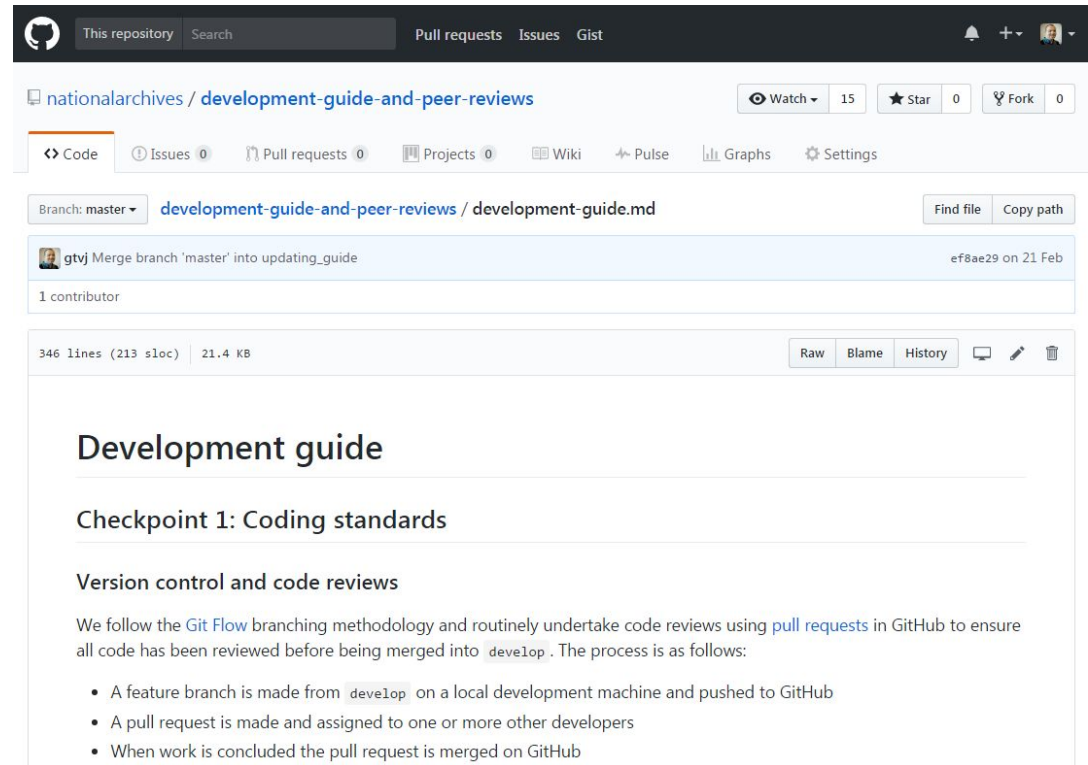 This repository Search Pull requests Issues Gist
nationalarchives / development-guide-and-peer-reviews Watch 15 Star 0 Fork 0
Code Issues 0 Pull requests 0 Projects 0 Wiki Pulse Graphs Settings
Branch: master development-guide-and-peer-reviews / development-guide.md Find file Copy path
gtvj Merge branch 'master' into updating_guide ef8ae29 on 21 Feb
1 contributor
346 lines (213 sloc) 21.4 KB Raw Blame History
Development guide
Checkpoint 1: Coding standards
Version control and code reviews
We follow the Git Flow branching methodology and routinely undertake code reviews using pull requests in GitHub to ensure
all code has been reviewed before being merged into develop. The process is as follows:
• A feature branch is made from develop on a local development machine and pushed to GitHub
• A pull request is made and assigned to one or more other developers
• When work is concluded the pull request is merged on GitHub